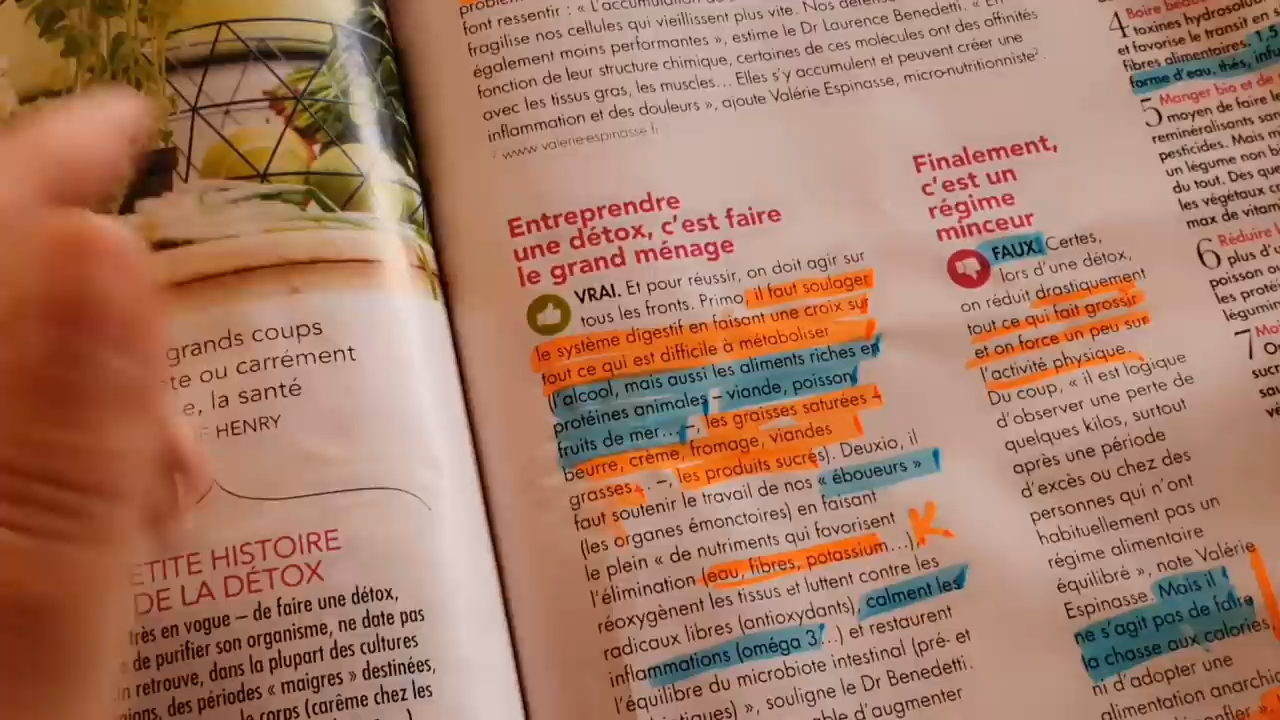 grands coups
te ou carrément
e, la santé
HENRY
ETITE HISTOIRE
DE LA DÉTOX
très en vogue – de faire une détox,
de purifier son organisme, ne date pas
retrouve, dans la plupart des cultures
des périodes « maigres » destinées,
corps (carême chez les
font ressentir : « L'accumulation
fragilise nos cellules qui vieillissent plus vite. Nos
également moins performantes », estime le Dr Laurence Benedetti. « En
fonction de leur structure chimique, certaines de ces molécules ont des affinités
avec les tissus gras, les muscles... Elles s'y accumulent et peuvent créer une
inflammation et des douleurs », ajoute Valérie Espinasse, micro-nutritionniste².
www.valerie-espinasse.fr
Entreprendre
une détox, c'est faire
le grand ménage
VRAI. Et pour réussir, on doit agir sur
tous les fronts. Primo, il faut soulager
le système digestif en faisant une croix sur
tout ce qui est difficile à métaboliser
(l'alcool, mais aussi les aliments riches en
protéines animales – viande, poisson,
fruits de mer... –, les graisses saturées –
beurre, crème, fromage, viandes
grasses... –, les produits sucrés). Deuxio, il
faut soutenir le travail de nos « éboueurs »
(les organes émonctoires) en faisant
le plein « de nutriments qui favorisent
l'élimination (eau, fibres, potassium...), K
réoxygènent les tissus et luttent contre les
radicaux libres (antioxydants), calment les
inflammations (oméga 3...) et restaurent
l'équilibre du microbiote intestinal (pré- et
», souligne le Dr Benedetti.
d'augmenter
Finalement,
c'est un
régime
minceur
FAUX. Certes,
lors d'une détox,
on réduit drastiquement
tout ce qui fait grossir
et on force un peu sur
l'activité physique.
Du coup, « il est logique
d'observer une perte de
quelques kilos, surtout
après une période
d'excès ou chez des
personnes qui n'ont
habituellement pas un
régime alimentaire
équilibré », note Valérie
Espinasse. Mais il
ne s'agit pas de faire
la chasse aux calories,
ni d'adopter une
alimentation
4 Boire
toxines
et favorise le transit en
fibres alimentaires. 1,5
forme d'eau, thés,
5 Manger bio et de
moyen de faire le
reminéralisants
pesticides. Mais
un légume non
du tout. Dès que
les végétaux
max de
6 Réduire
plus d'
poisson ou
les
7